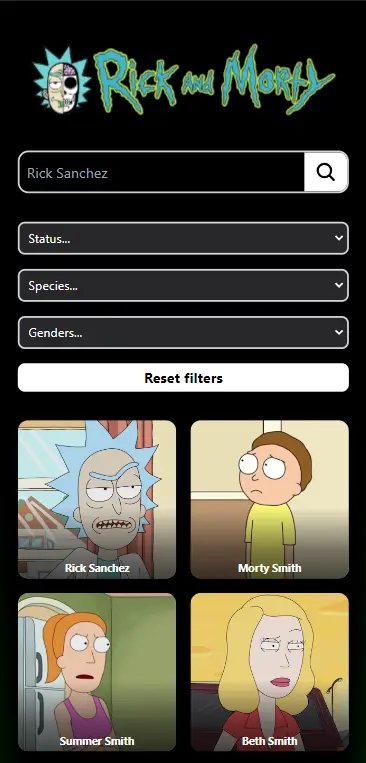 Rick and Morty
Rick Sanchez
Status...
Species...
Genders...
Reset filters
Rick Sanchez
Morty Smith
Summer Smith
Beth Smith